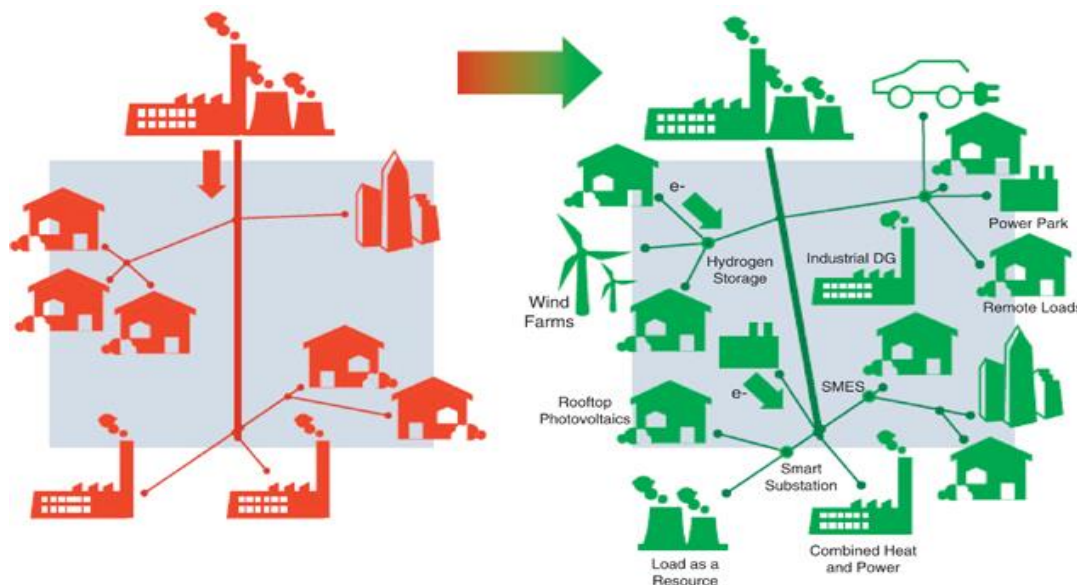 e-
Power Park
Hydrogen
Storage
Industrial DG
Wind
Farms
Remote Loads
Rooftop
Photovoltaics
e-
SMES
Smart
Substation
Load as a
Resource
Combined Heat
and Power